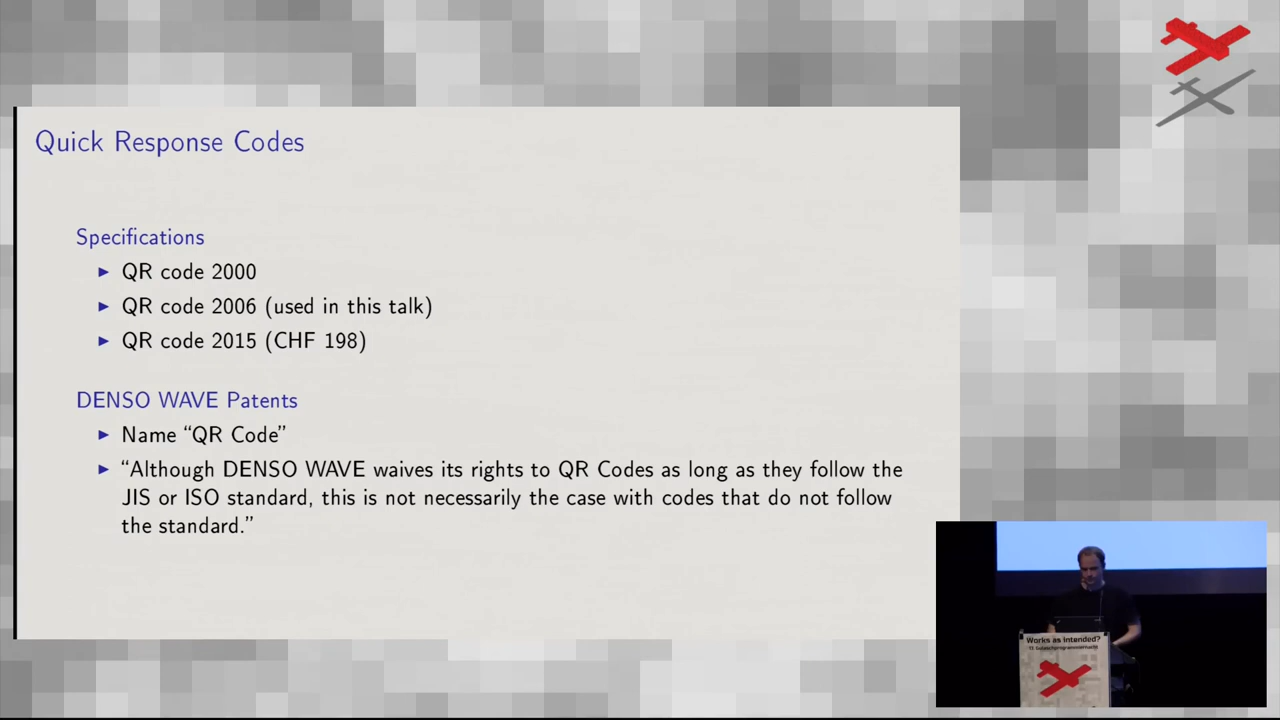 Quick Response Codes
Specifications
► QR code 2000
► QR code 2006 (used in this talk)
► QR code 2015 (CHF 198)
DENSO WAVE Patents
► Name “QR Code”
► “Although DENSO WAVE waives its rights to QR Codes as long as they follow the
JIS or ISO standard, this is not necessarily the case with codes that do not follow
the standard.”
Works as intended?